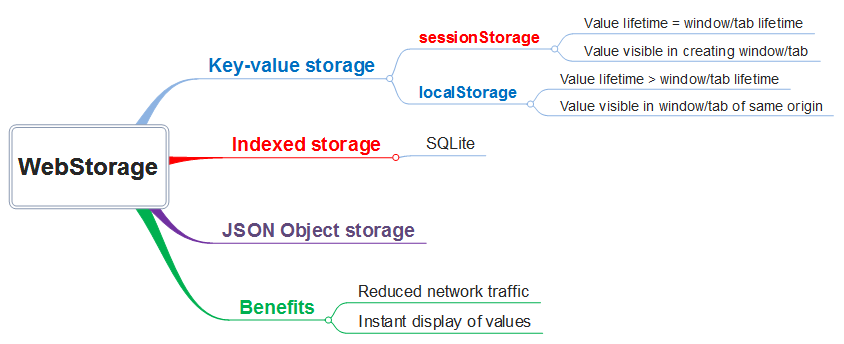 WebStorage
Key-value storage
sessionStorage
Value lifetime = window/tab lifetime
Value visible in creating window/tab
localStorage
Value lifetime > window/tab lifetime
Value visible in window/tab of same origin
Indexed storage
SQLite
JSON Object storage
Benefits
Reduced network traffic
Instant display of values